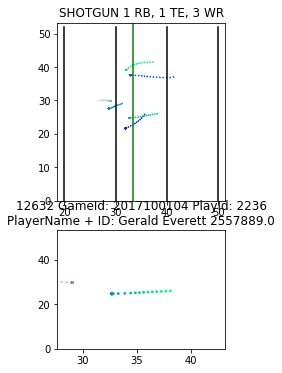 SHOTGUN 1 RB, 1 TE, 3 WR
50
40
30
20
10
0
20 30 40 50
12632 GameId: 2017100104 PlayId: 2236
PlayerName + ID: Gerald Everett 2557889.0
40
20
0
30 35 40